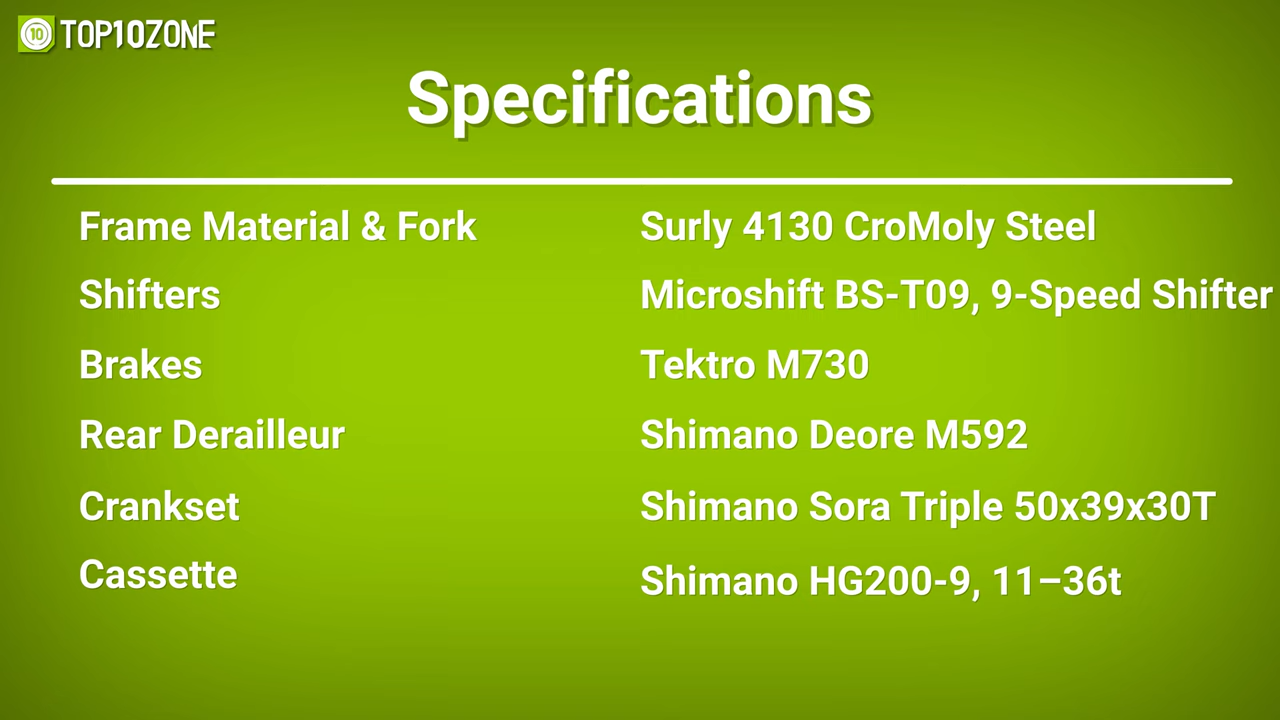 10 TOP10ZONE
Specifications
Frame Material & Fork Surly 4130 CroMoly Steel
Shifters Microshift BS-T09, 9-Speed Shifter
Brakes Tektro M730
Rear Derailleur Shimano Deore M592
Crankset Shimano Sora Triple 50x39x30T
Cassette Shimano HG200-9, 11–36t